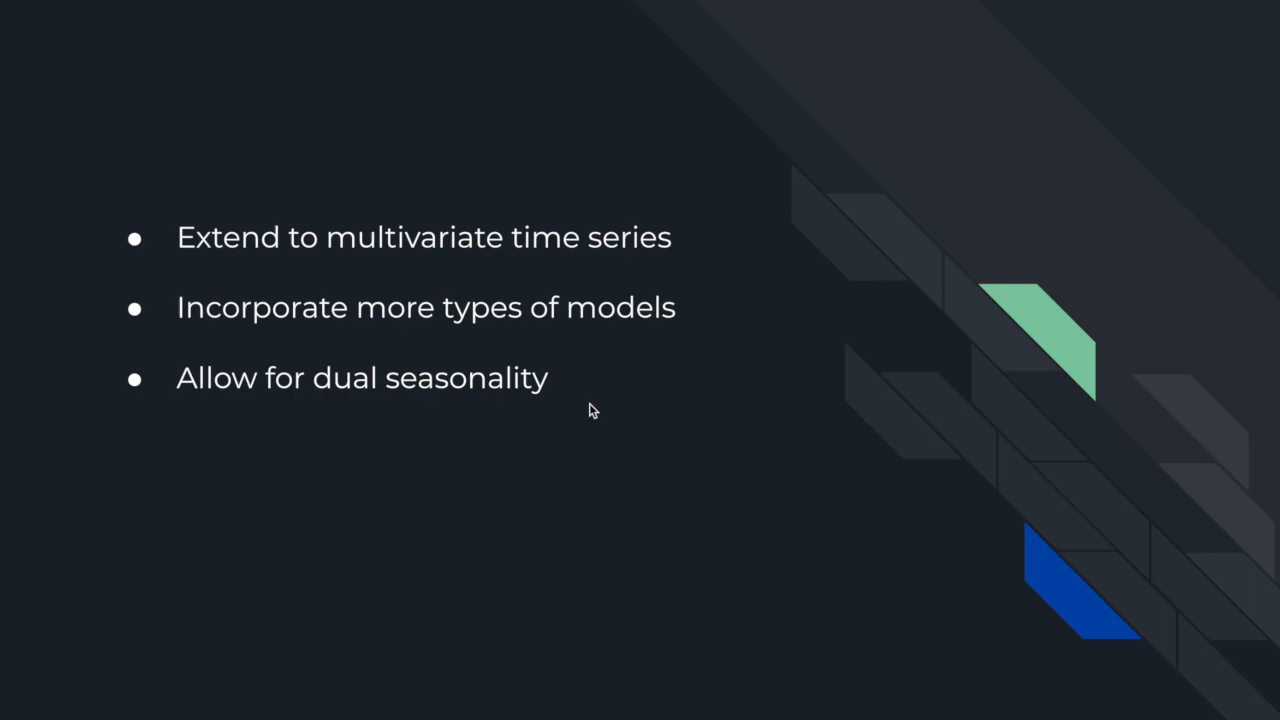 ● Extend to multivariate time series
● Incorporate more types of models
● Allow for dual seasonality